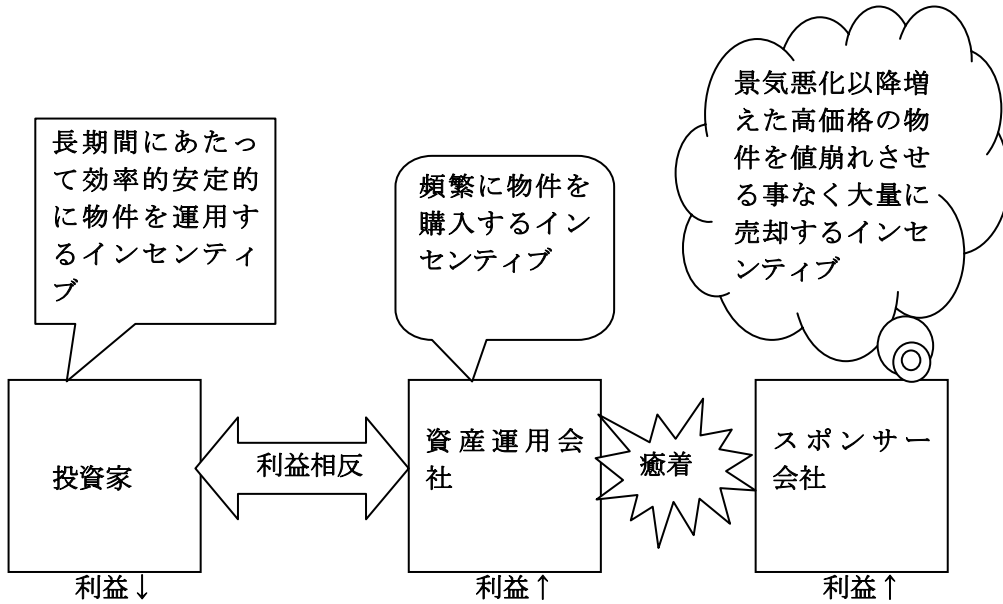 長期間にあたっ
て効率的安定的
に物件を運用す
るインセンティ
ブ
頻繁に物件を
購入するイン
センティブ
景気悪化以降増
えた高価格の物
件を値崩れさせ
る事なく大量に
売却するインセ
ンティブ
投資家
利益相反
資産運用会
社
癒着
スポンサー
会社
利益↓
利益↑
利益↑